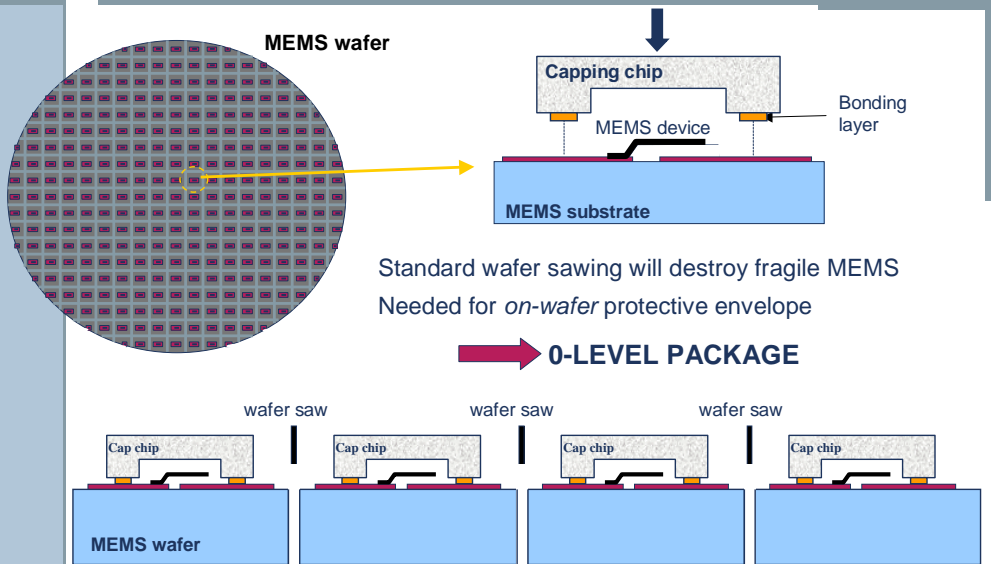 MEMS wafer
Capping chip
Bonding
layer
MEMS device
MEMS substrate
Standard wafer sawing will destroy fragile MEMS
Needed for on-wafer protective envelope
0-LEVEL PACKAGE
wafer saw
wafer saw
wafer saw
Cap chip
Cap chip
Cap chip
Cap chip
MEMS wafer